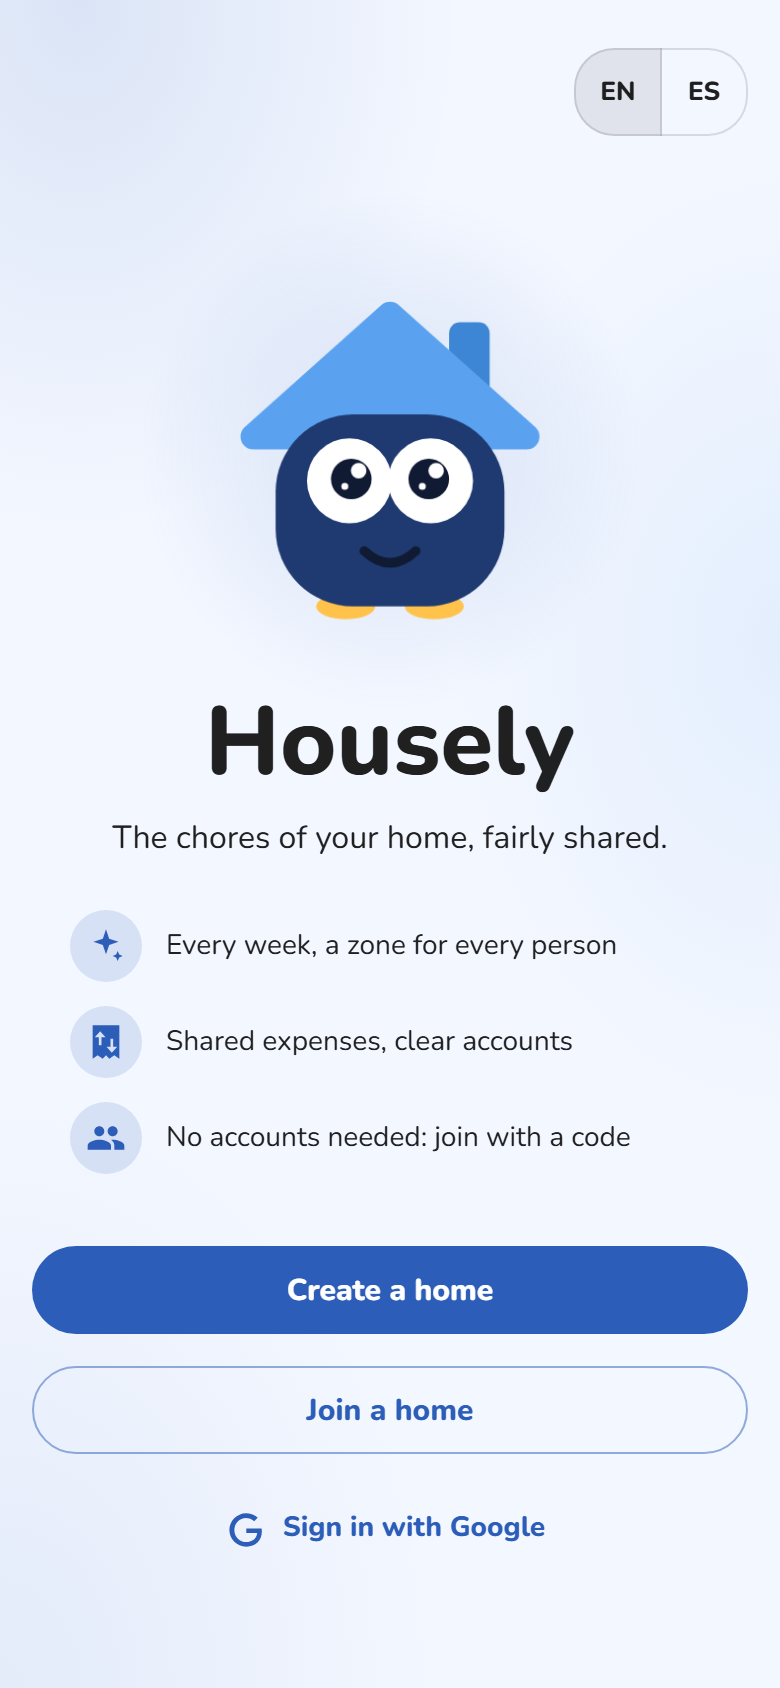 EN ES
Housely
The chores of your home, fairly shared.
Every week, a zone for every person
Shared expenses, clear accounts
No accounts needed: join with a code
Create a home
Join a home
Sign in with Google